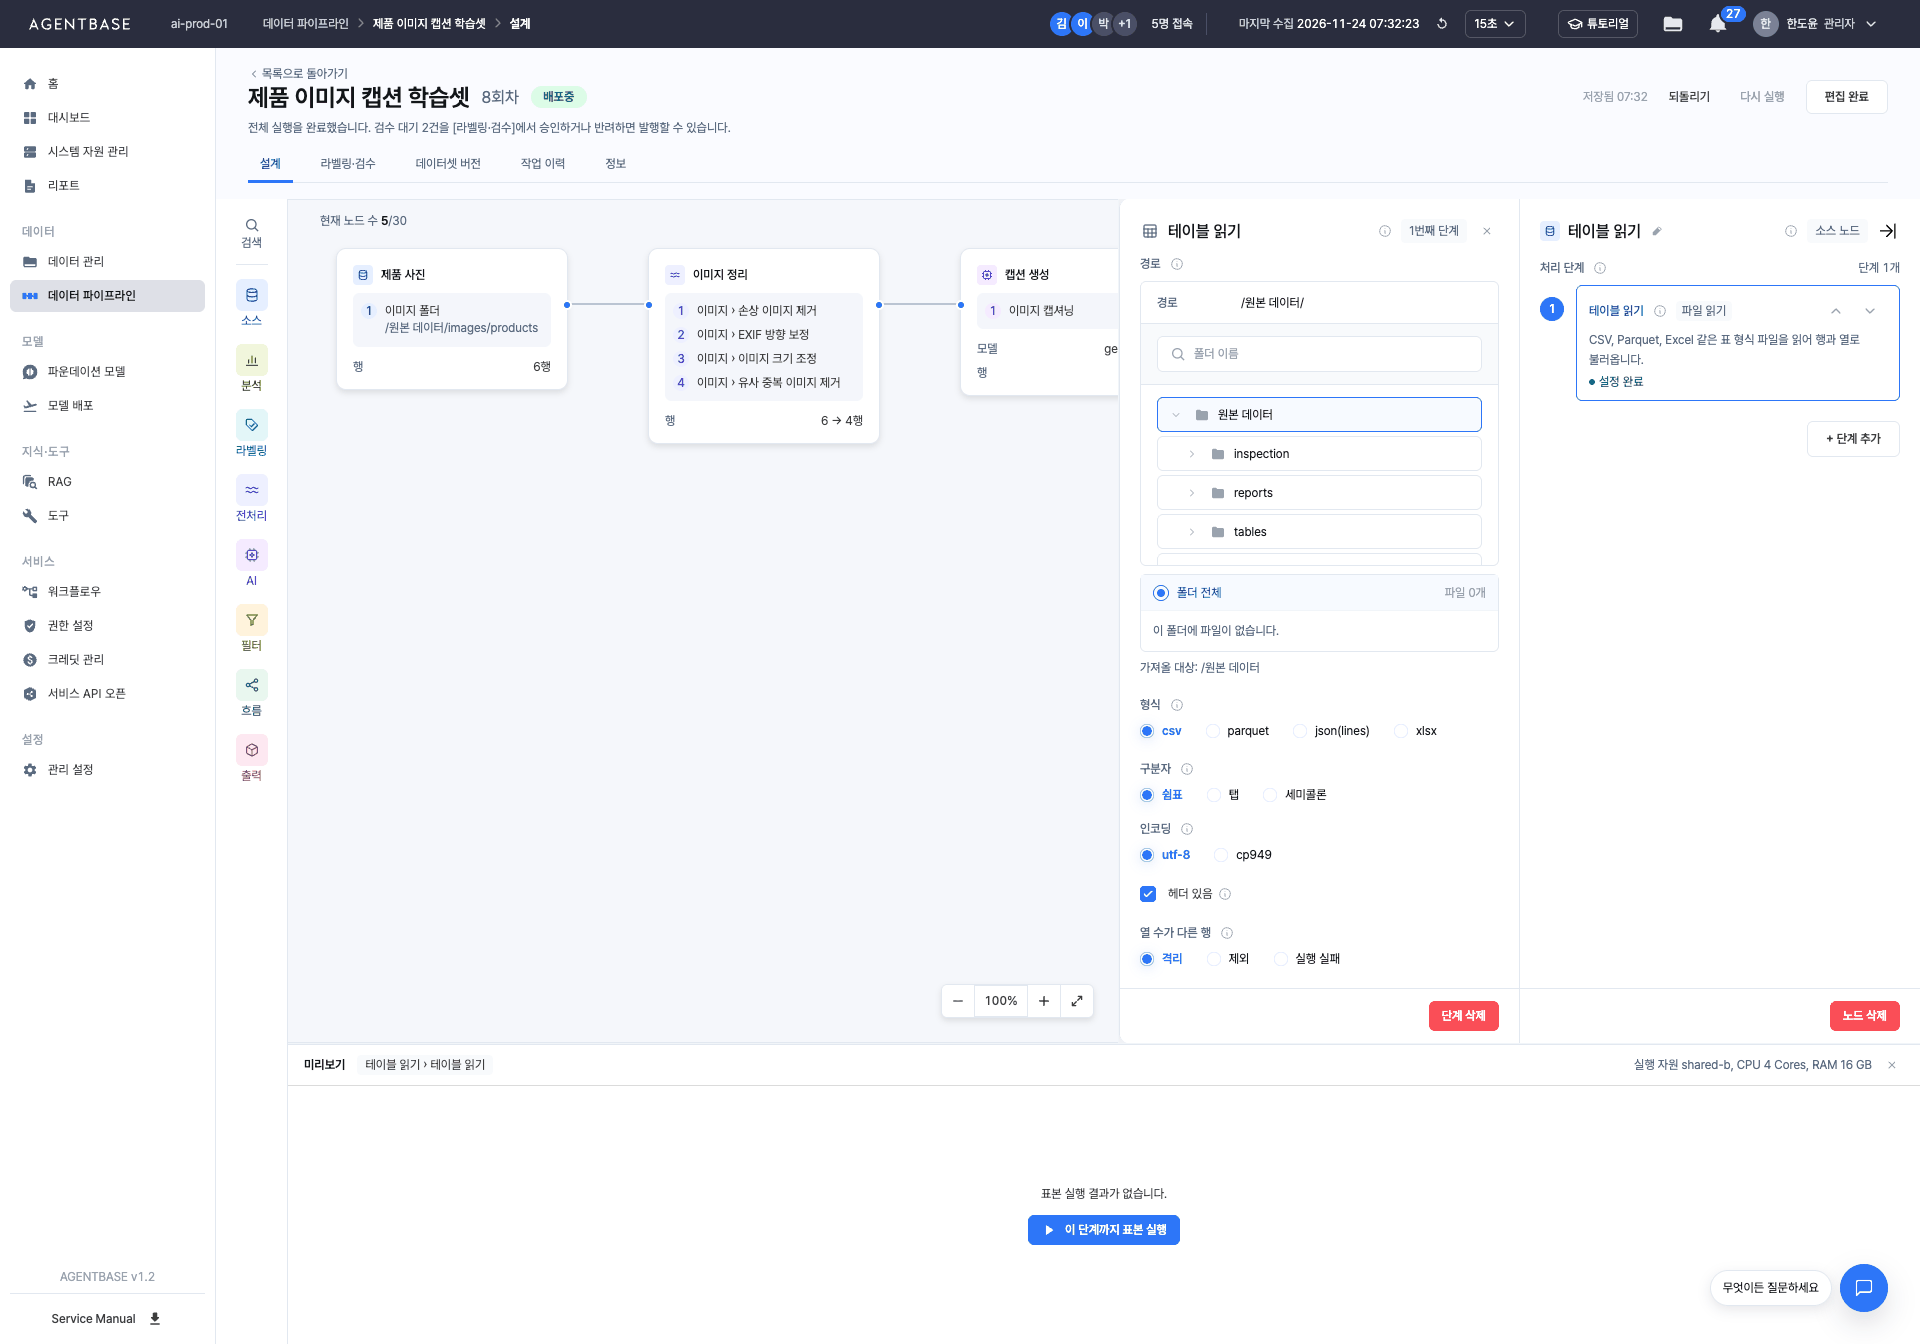 AGENTBASE
ai-prod-01
데이터 파이프라인 > 제품 이미지 캡션 학습셋 > 설계
김 이 박 +1 5명 접속
마지막 수집 2026-11-24 07:32:23
15초
튜토리얼
27
한 한도윤 관리자
홈
대시보드
시스템 자원 관리
리포트
데이터
데이터 관리
데이터 파이프라인
모델
파운데이션 모델
모델 배포
지식·도구
RAG
도구
서비스
워크플로우
권한 설정
크레딧 관리
서비스 API 오픈
설정
관리 설정
AGENTBASE v1.2
Service Manual
목록으로 돌아가기
제품 이미지 캡션 학습셋 8회차 배포중
전체 실행을 완료했습니다. 검수 대기 2건을 [라벨링·검수]에서 승인하거나 반려하면 발행할 수 있습니다.
저장됨 07:32 되돌리기 다시 실행 편집 완료
설계 라벨링·검수 데이터셋 버전 작업 이력 정보
검색
소스
분석
라벨링
전처리
AI
필터
흐름
출력
현재 노드 수 5/30
제품 사진
1 이미지 폴더
/원본 데이터/images/products
행 6행
이미지 정리
1 이미지 › 손상 이미지 제거
2 이미지 › EXIF 방향 보정
3 이미지 › 이미지 크기 조정
4 이미지 › 유사 중복 이미지 제거
행 6 → 4행
캡션 생성
1 이미지 캡셔닝
모델 ge
행
100%
테이블 읽기 1번째 단계
경로
경로 /원본 데이터/
폴더 이름
원본 데이터
inspection
reports
tables
폴더 전체 파일 0개
이 폴더에 파일이 없습니다.
가져올 대상: /원본 데이터
형식
csv parquet json(lines) xlsx
구분자
쉼표 탭 세미콜론
인코딩
utf-8 cp949
헤더 있음
열 수가 다른 행
격리 제외 실행 실패
단계 삭제
테이블 읽기 소스 노드
처리 단계 단계 1개
1 테이블 읽기 파일 읽기
CSV, Parquet, Excel 같은 표 형식 파일을 읽어 행과 열로
불러옵니다.
설정 완료
+ 단계 추가
노드 삭제
미리보기 테이블 읽기 › 테이블 읽기
실행 자원 shared-b, CPU 4 Cores, RAM 16 GB
표본 실행 결과가 없습니다.
이 단계까지 표본 실행
무엇이든 질문하세요